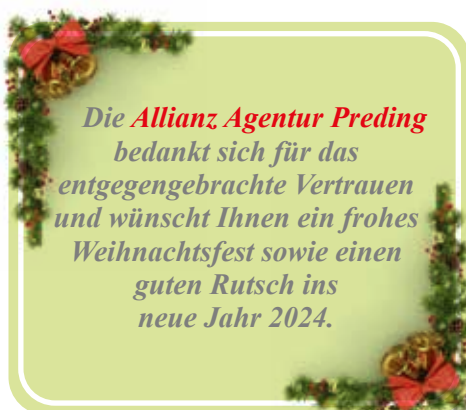 Die Allianz Agentur Preding
bedankt sich für das
entgegengebrachte Vertrauen
und wünscht Ihnen ein frohes
Weihnachtsfest sowie einen
guten Rutsch ins
neue Jahr 2024.